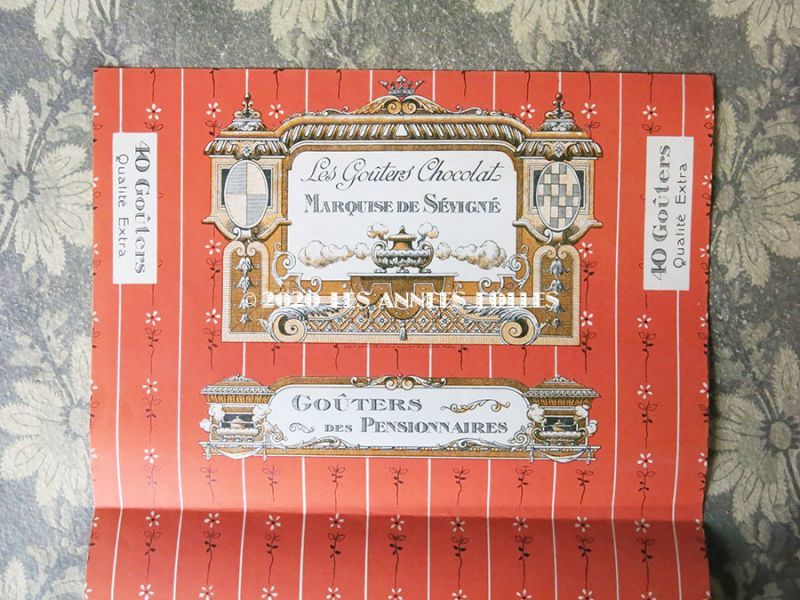 Les Goûters Chocolat
MARQUISE DE SÉVIGNÉ
40 Goûters
Qualité Extra
40 Goûters
Qualité Extra
© 2020 LES ANNEES FOLLES
GOÛTERS
DES PENSIONNAIRES